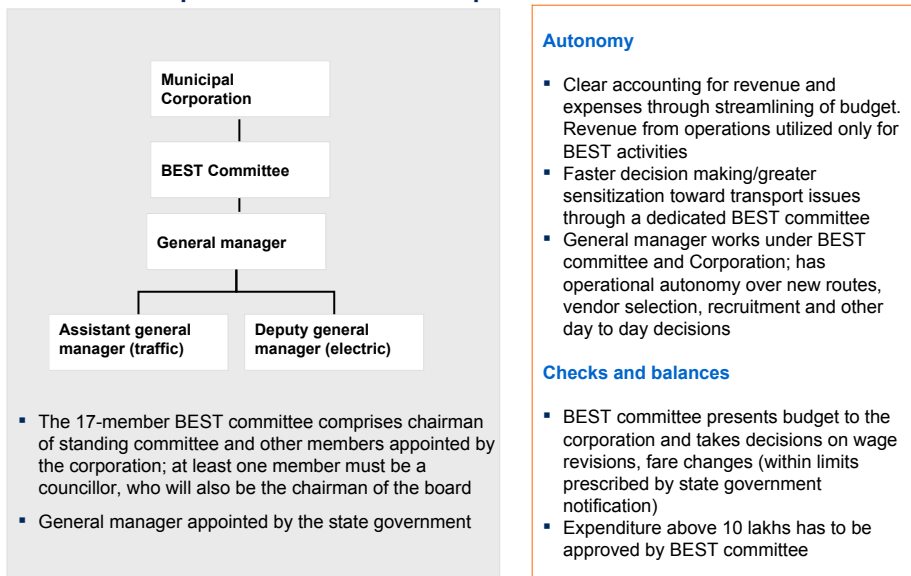 Municipal
Corporation
BEST Committee
General manager
Assistant general
manager (traffic)
Deputy general
manager (electric)
▪ The 17-member BEST committee comprises chairman
of standing committee and other members appointed by
the corporation; at least one member must be a
councillor, who will also be the chairman of the board
▪ General manager appointed by the state government
Autonomy
▪ Clear accounting for revenue and
expenses through streamlining of budget.
Revenue from operations utilized only for
BEST activities
▪ Faster decision making/greater
sensitization toward transport issues
through a dedicated BEST committee
▪ General manager works under BEST
committee and Corporation; has
operational autonomy over new routes,
vendor selection, recruitment and other
day to day decisions
Checks and balances
▪ BEST committee presents budget to the
corporation and takes decisions on wage
revisions, fare changes (within limits
prescribed by state government
notification)
▪ Expenditure above 10 lakhs has to be
approved by BEST committee